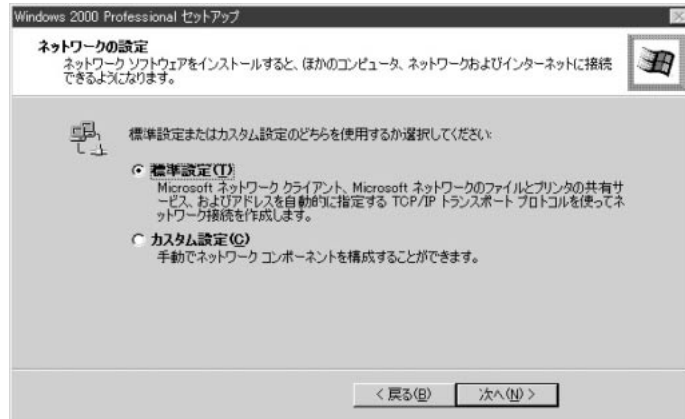 Windows 2000 Professional セットアップ
ネットワークの設定
ネットワーク ソフトウェアをインストールすると、ほかのコンピュータ、ネットワークおよびインターネットに接続
できるようになります。
標準設定またはカスタム設定のどちらを使用するか選択してください:
標準設定(T)
Microsoft ネットワーク クライアント、Microsoft ネットワークのファイルとプリンタの共有サ
ービス、およびアドレスを自動的に指定する TCP/IP トランスポート プロトコルを使ってネ
ットワーク接続を作成します。
カスタム設定(C)
手動でネットワーク コンポーネントを構成することができます。
< 戻る(B)
次へ(N) >